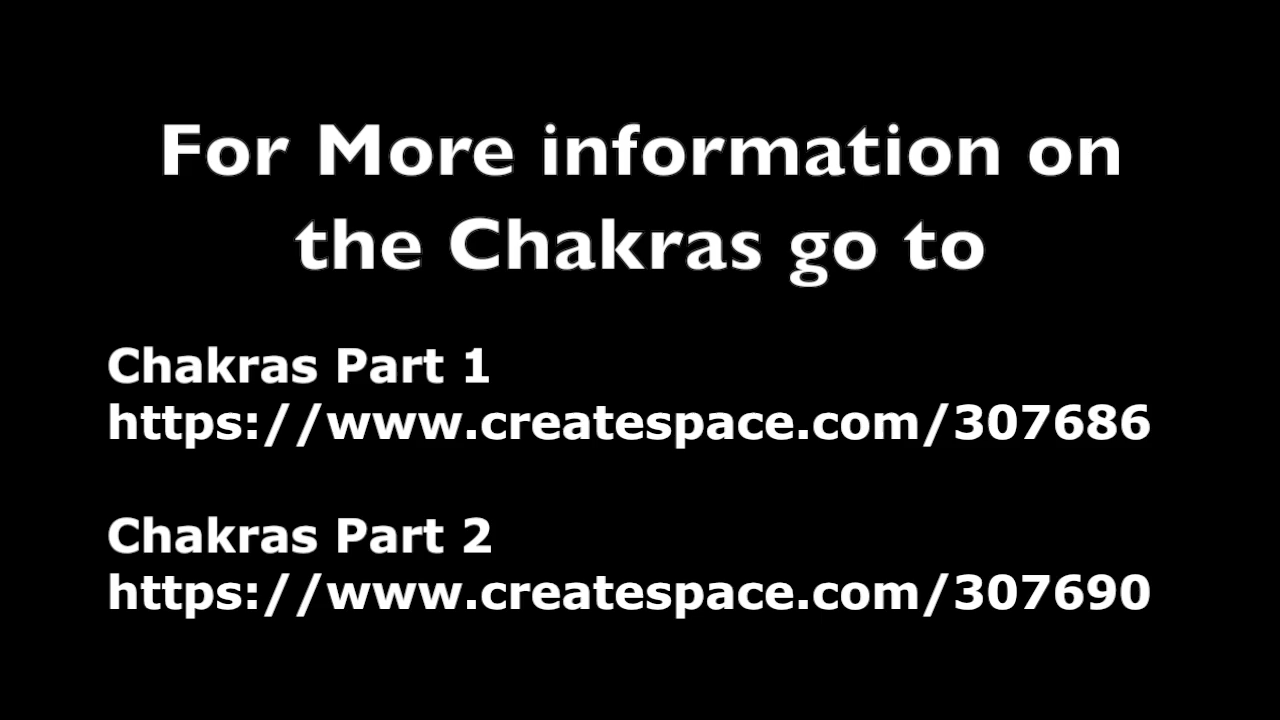 For More information on
the Chakras go to
Chakras Part 1
https://www.createspace.com/307686
Chakras Part 2
https://www.createspace.com/307690